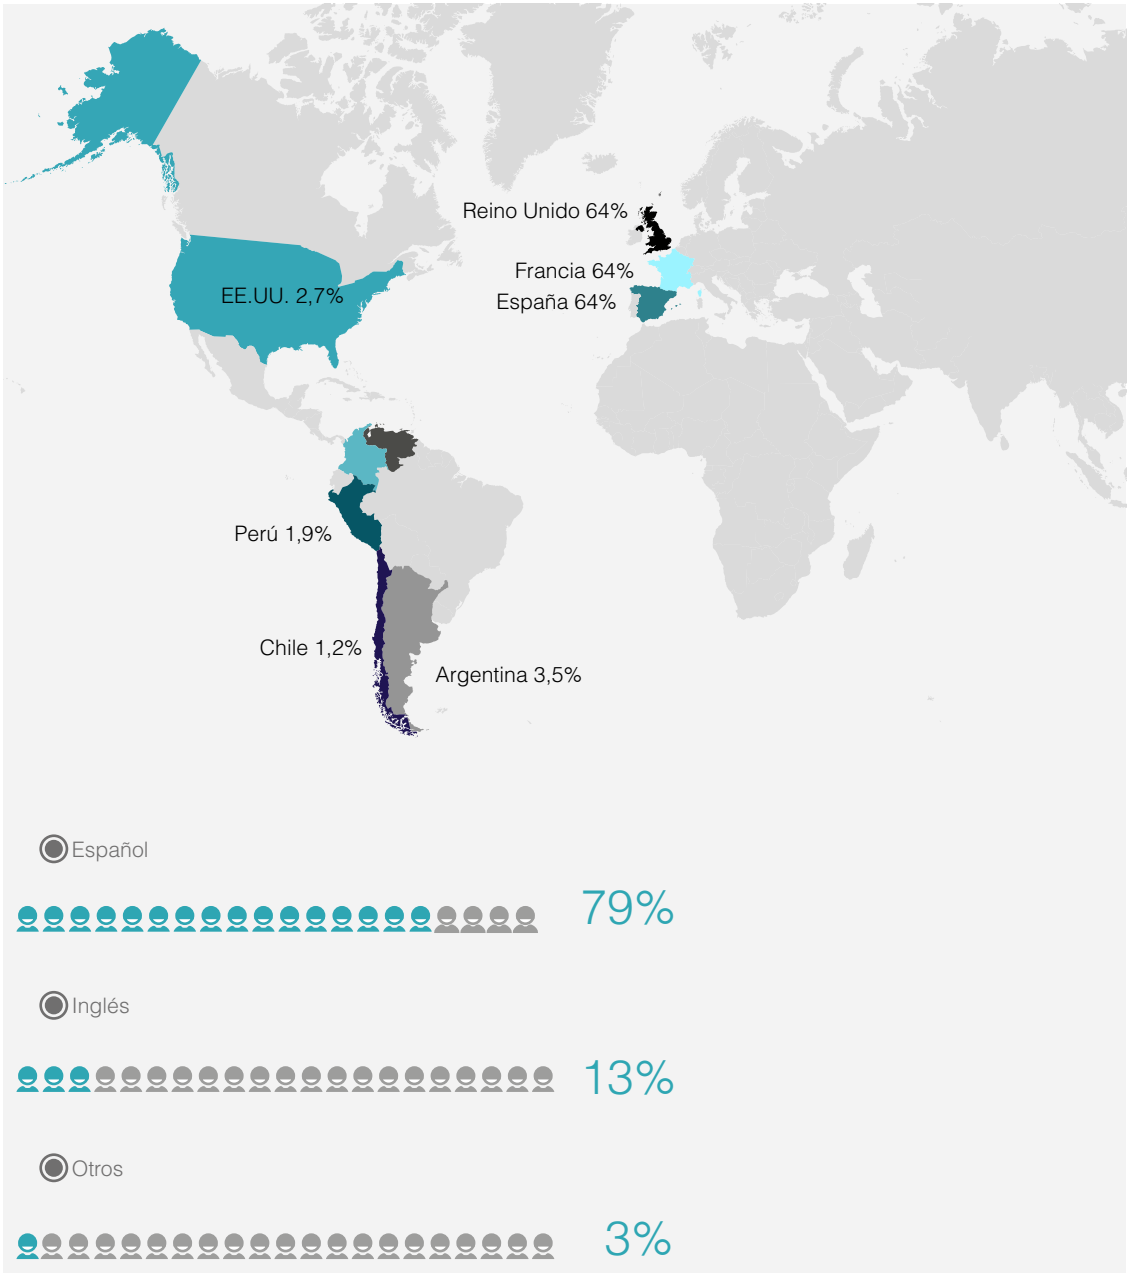 Reino Unido 64%
Francia 64%
EE.UU. 2,7%
España 64%
Perú 1,9%
Chile 1,2%
Argentina 3,5%
Español
79%
Inglés
13%
Otros
3%